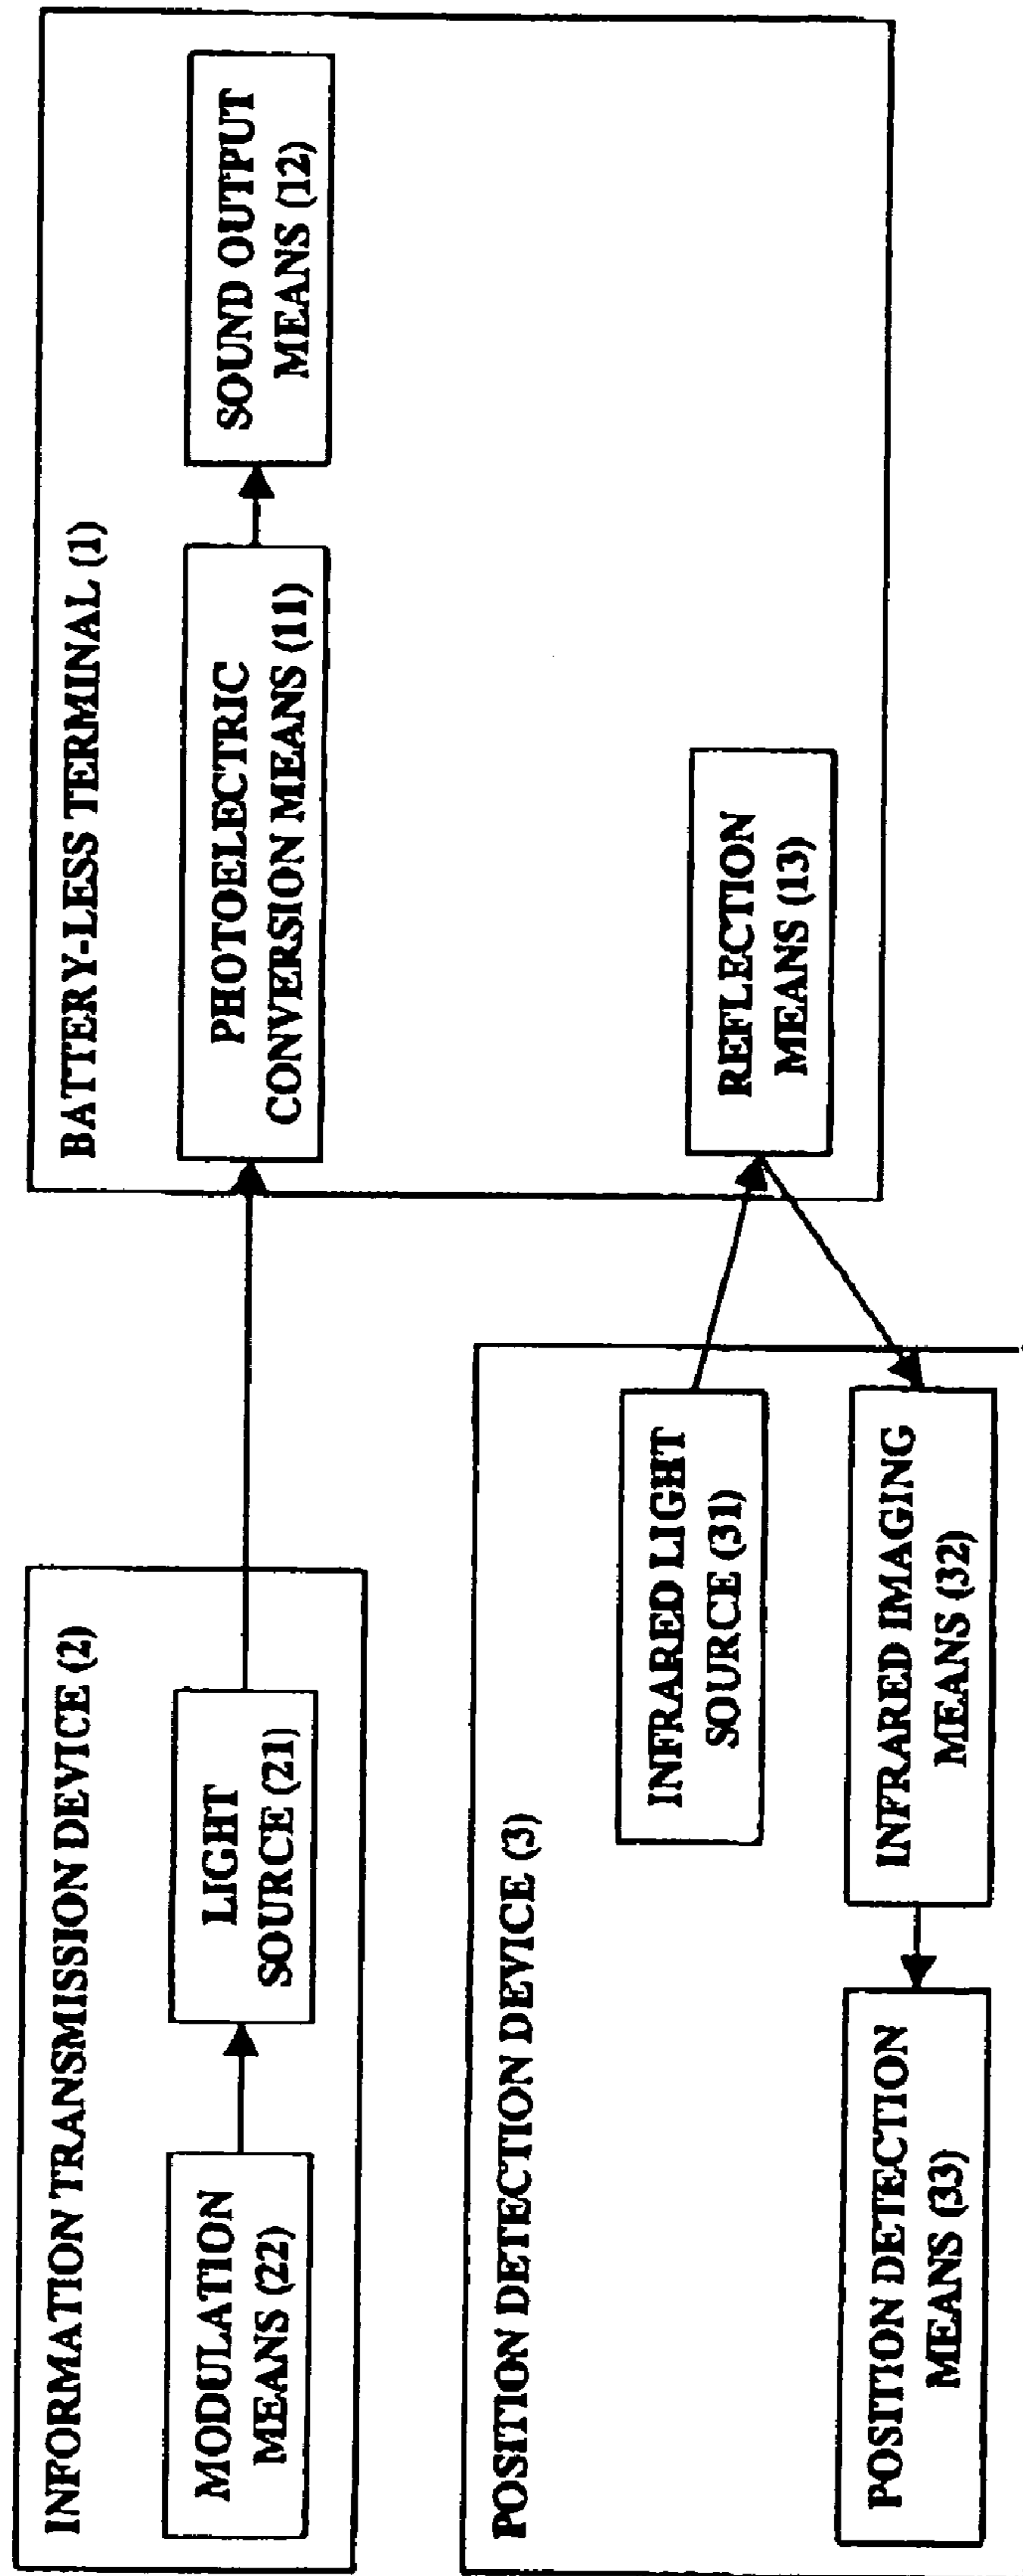 INFORMATION TRANSMISSION DEVICE (2)
MODULATION
MEANS (22)
LIGHT
SOURCE (21)
BATTERY-LESS TERMINAL (1)
PHOTOELECTRIC
CONVERSION MEANS (11)
SOUND OUTPUT
MEANS (12)
REFLECTION
MEANS (13)
POSITION DETECTION DEVICE (3)
INFRARED LIGHT
SOURCE (31)
INFRARED IMAGING
MEANS (32)
POSITION DETECTION
MEANS (33)